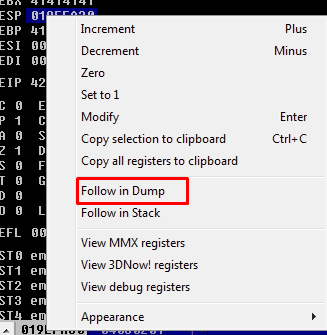 EBX 41414141
ESP 019FFA30
Increment Plus
EBP 41
Decrement Minus
ESI 00
EDI 00
Zero
Set to 1
EIP 42
Modify Enter
C 0 E
P 1 C
Copy selection to clipboard Ctrl+C
A 0 S
Z 1 D
Copy all registers to clipboard
S 0 F
T 0 G
Follow in Dump
D 0
O 0 L
Follow in Stack
EFL 00
View MMX registers
ST0 em
View 3DNow! registers
ST1 em
ST2 em
View debug registers
ST3 em
ST4 em
Appearance